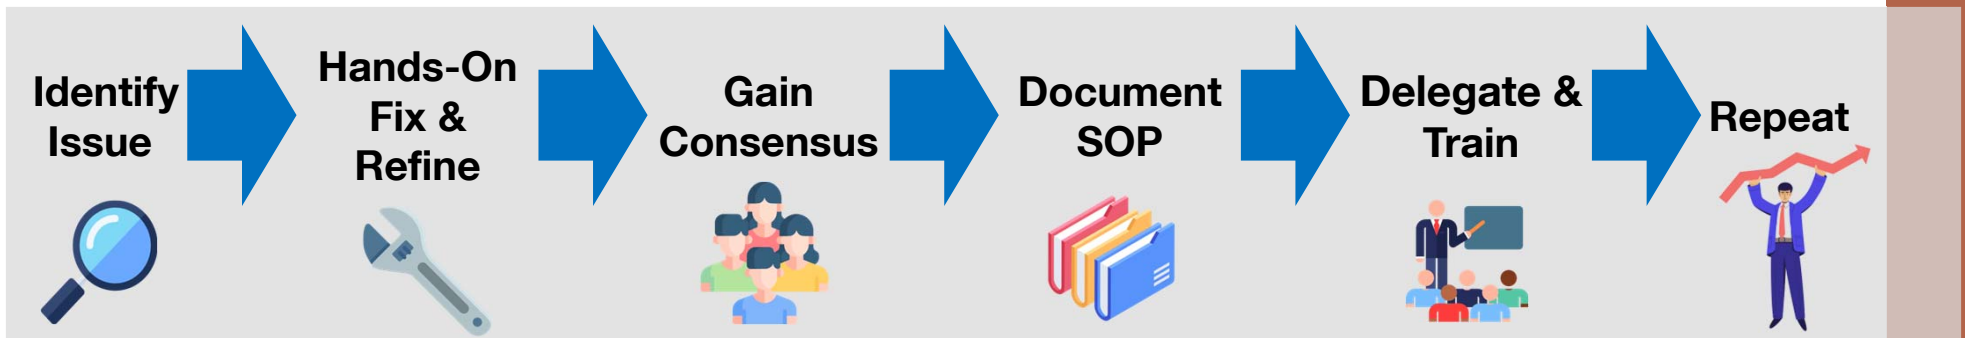 Identify
Issue
Hands-On
Fix &
Refine
Gain
Consensus
Document
SOP
Delegate &
Train
Repeat